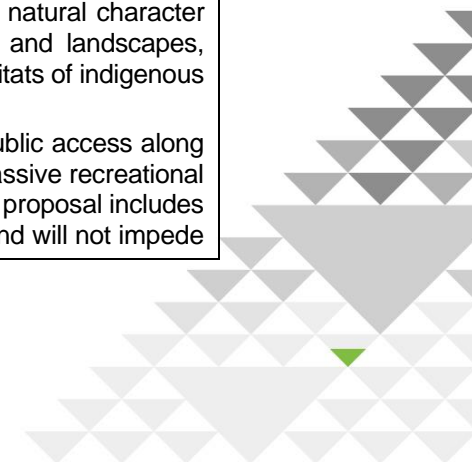 natural character
and landscapes,
itats of indigenous
ublic access along
assive recreational
proposal includes
nd will not impede